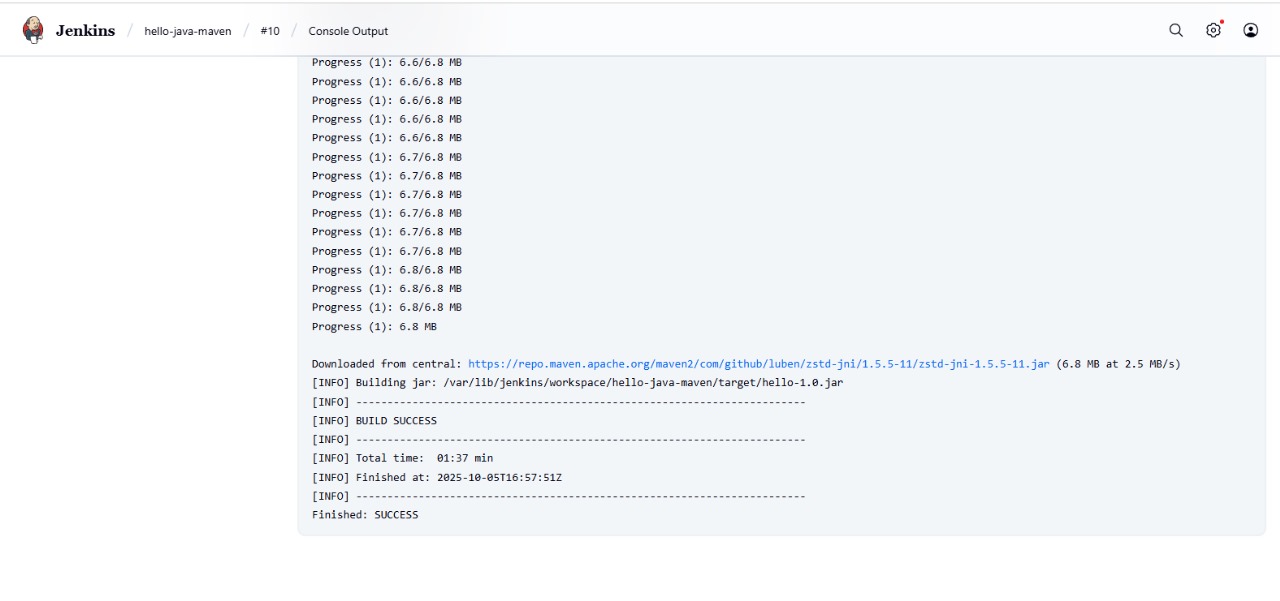 Jenkins / hello-java-maven / #10 / Console Output
Progress (1): 6.6/6.8 MB
Progress (1): 6.6/6.8 MB
Progress (1): 6.6/6.8 MB
Progress (1): 6.6/6.8 MB
Progress (1): 6.6/6.8 MB
Progress (1): 6.7/6.8 MB
Progress (1): 6.7/6.8 MB
Progress (1): 6.7/6.8 MB
Progress (1): 6.7/6.8 MB
Progress (1): 6.7/6.8 MB
Progress (1): 6.7/6.8 MB
Progress (1): 6.8/6.8 MB
Progress (1): 6.8/6.8 MB
Progress (1): 6.8/6.8 MB
Progress (1): 6.8 MB
Downloaded from central: https://repo.maven.apache.org/maven2/com/github/luben/zstd-jni/1.5.5-11/zstd-jni-1.5.5-11.jar (6.8 MB at 2.5 MB/s)
[INFO] Building jar: /var/lib/jenkins/workspace/hello-java-maven/target/hello-1.0.jar
[INFO] ------------------------------------------------------------------------
[INFO] BUILD SUCCESS
[INFO] ------------------------------------------------------------------------
[INFO] Total time:  01:37 min
[INFO] Finished at: 2025-10-05T16:57:51Z
[INFO] ------------------------------------------------------------------------
Finished: SUCCESS